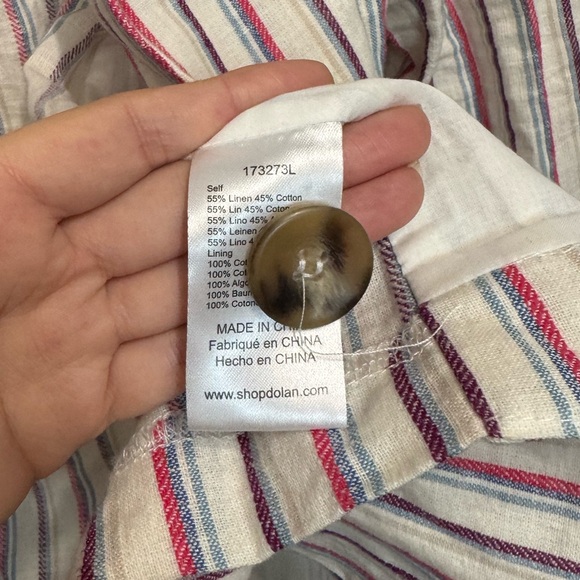 173273L
Self
55% Linen 45% Cotton
55% Lin 45% Coton
55% Lino 45%
55% Leinen
55% Lino
Lining
100%
100%
100%
100%
100%
MADE IN
Fabriqué en CHINA
Hecho en CHINA
www.shopdolan.com